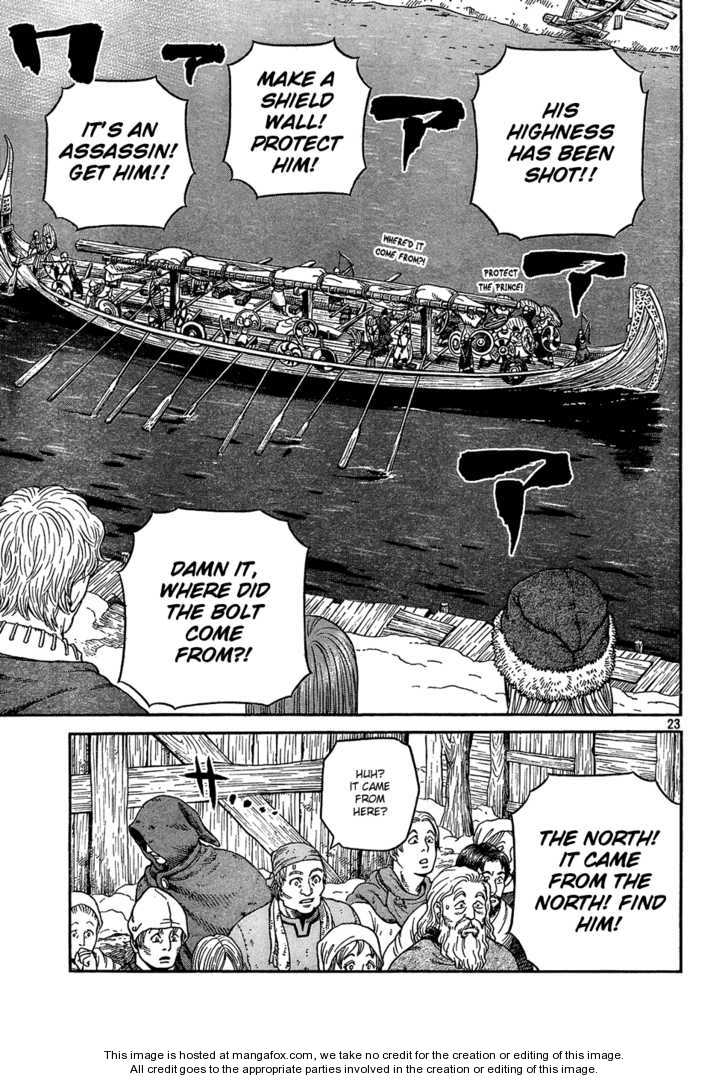 HIS
HIGHNESS
HAS BEEN
SHOT!!
ア
MAKE A
SHIELD
WALL!
PROTECT
HIM!
ァ
IT'S AN
ASSASSIN!
GET HIM!!
ワ
WHERE'D IT
COME FROM?!
PROTECT
THE PRINCE!
ア
ア
DAMN IT,
WHERE DID
THE BOLT
COME
FROM?!
23
THE NORTH!
IT CAME
FROM THE
NORTH! FIND
HIM!
HUH?
IT CAME
FROM
HERE?
This image is hosted at mangafox.com, we take no credit for the creation or editing of this image.
All credit goes to the appropriate parties involved in the creation or editing of this image.